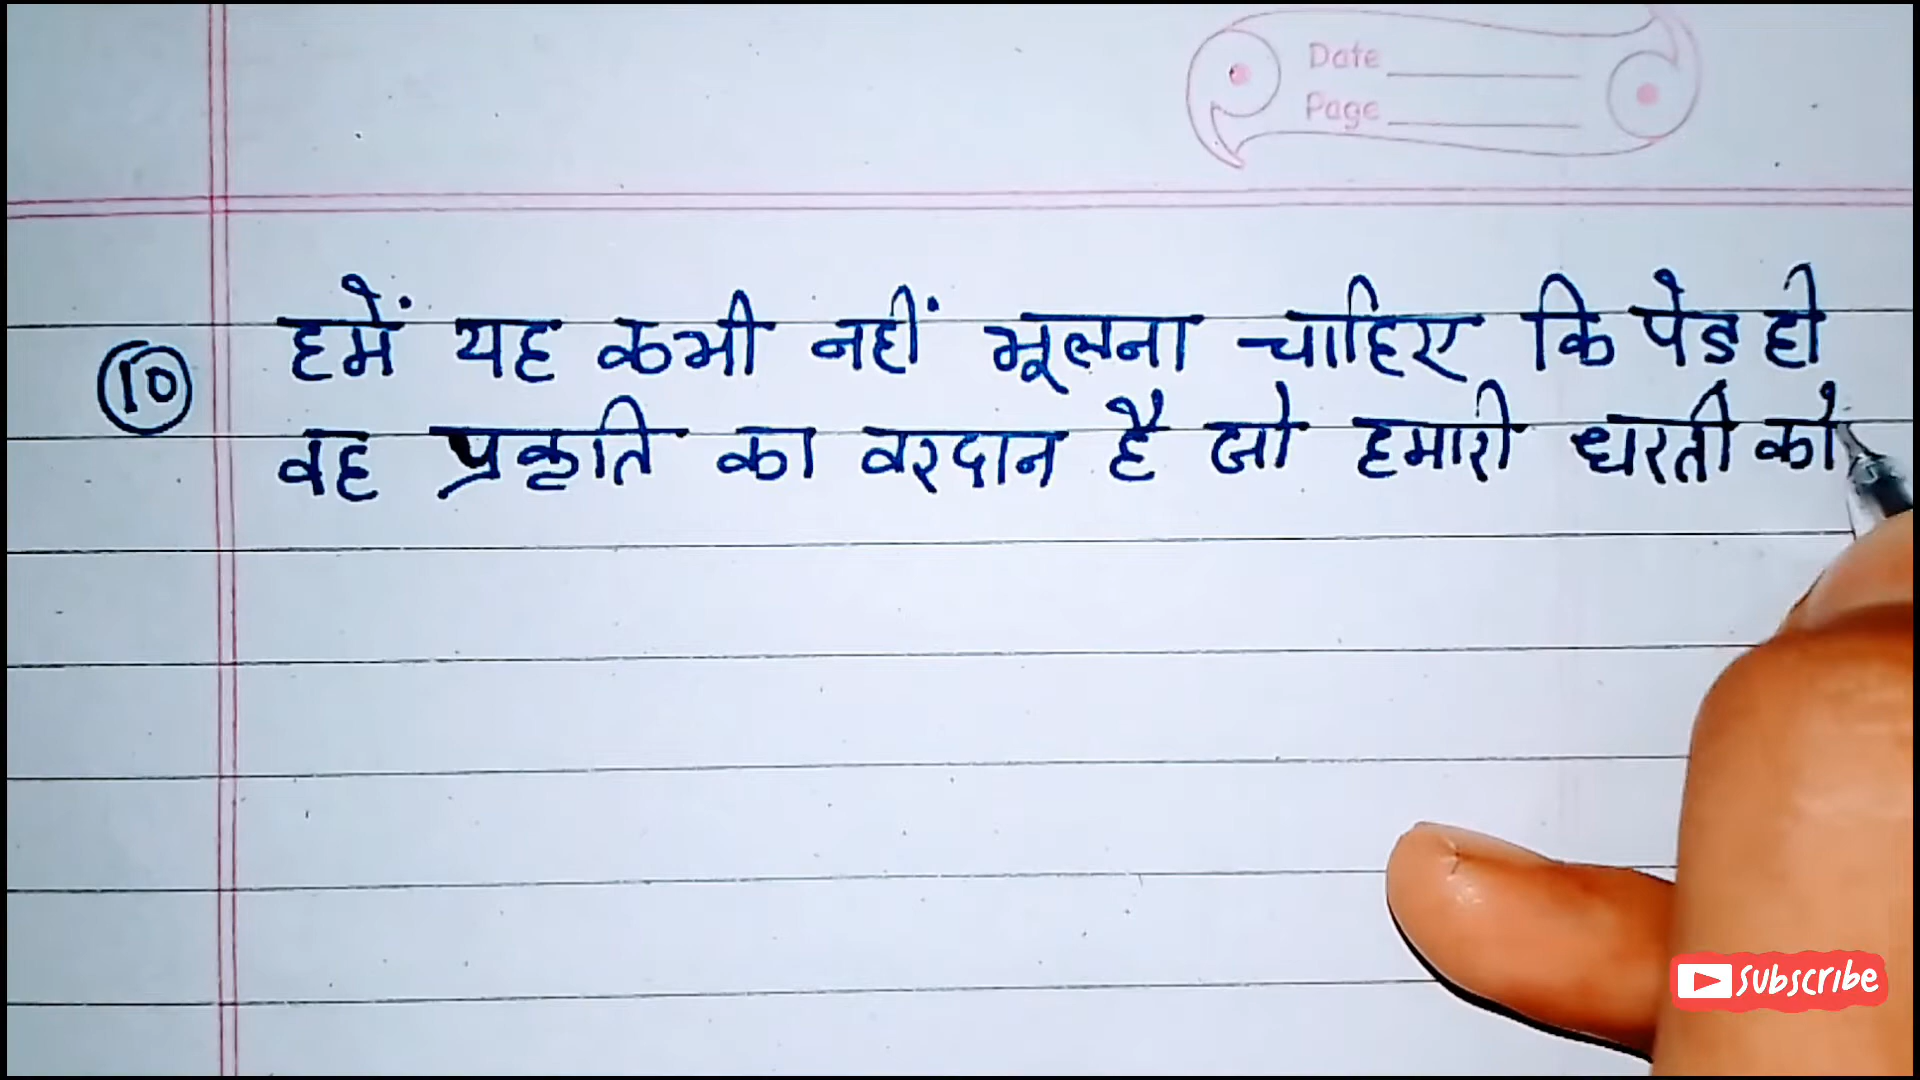 Date
Page
10 हमें यह कभी नहीं भूलना चाहिए कि पेड ही
वह प्रकृति का वरदान है जो हमारी धरती को
Subscribe